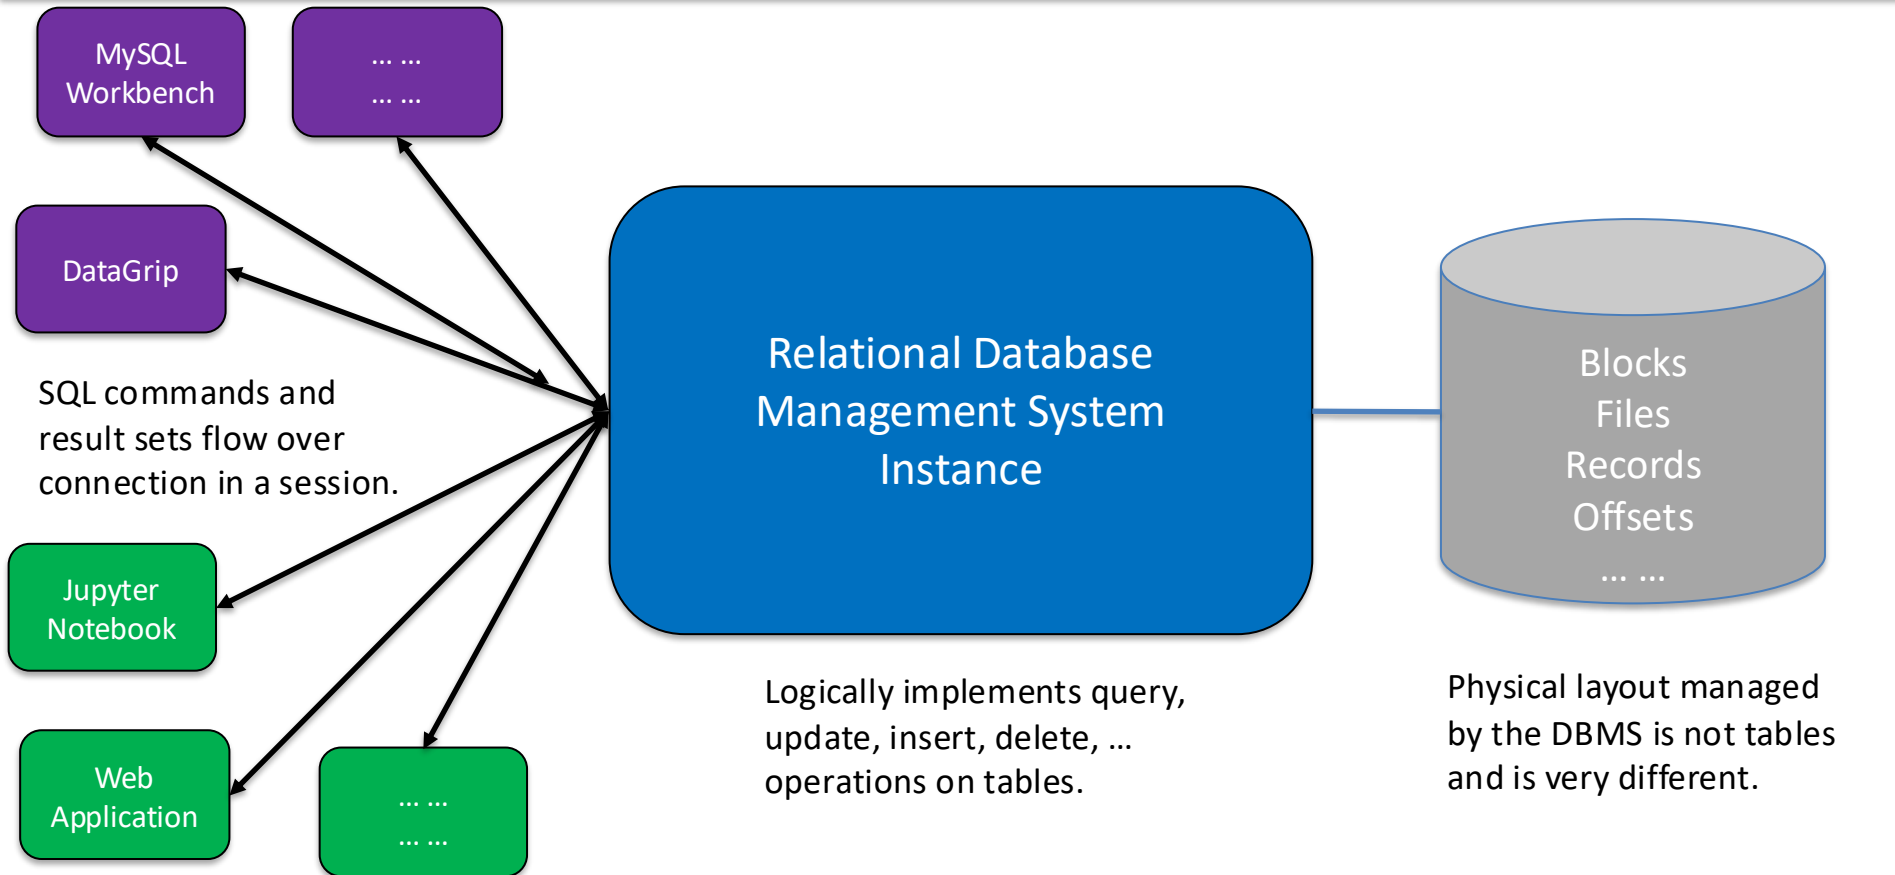 MySQL
Workbench
... ...
... ...
DataGrip
SQL commands and
result sets flow over
connection in a session.
Jupyter
Notebook
Web
Application
... ...
... ...
Relational Database
Management System
Instance
Logically implements query,
update, insert, delete, ...
operations on tables.
Blocks
Files
Records
Offsets
... ...
Physical layout managed
by the DBMS is not tables
and is very different.